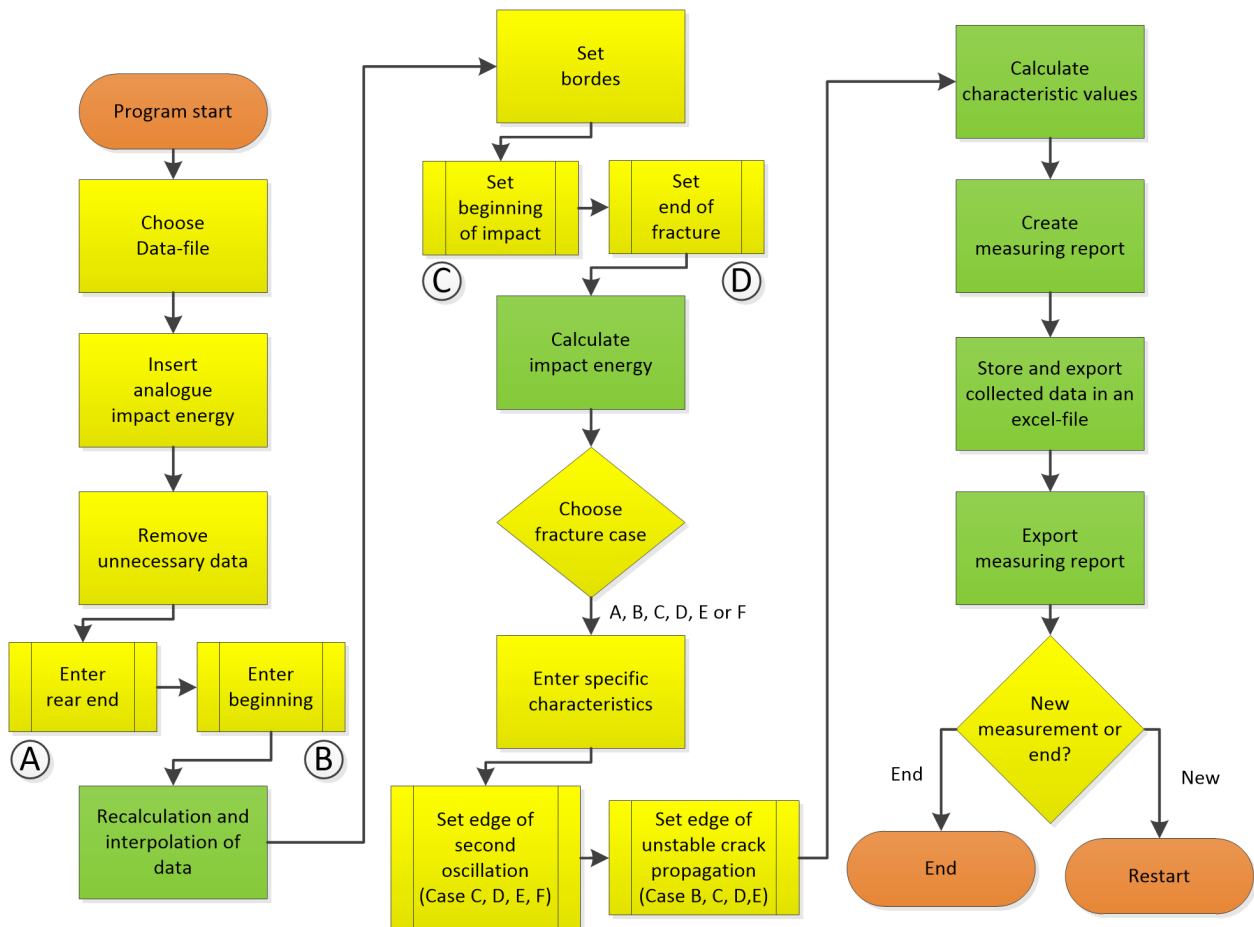 Program start
Choose
Data-file
Insert
analogue
impact energy
Remove
unnecessary data
Enter
rear end
A
Enter
beginning
B
Recalculation and
interpolation of
data
Set
bordes
Set
beginning
of impact
C
Set
end of
fracture
D
Calculate
impact energy
Choose
fracture case
A, B, C, D, E or F
Enter specific
characteristics
Set edge of
second
oscillation
(Case C, D, E, F)
Set edge of
unstable crack
propagation
(Case B, C, D,E)
Calculate
characteristic values
Create
measuring report
Store and export
collected data in an
excel-file
Export
measuring report
New
measurement or
end?
End
New
End
Restart